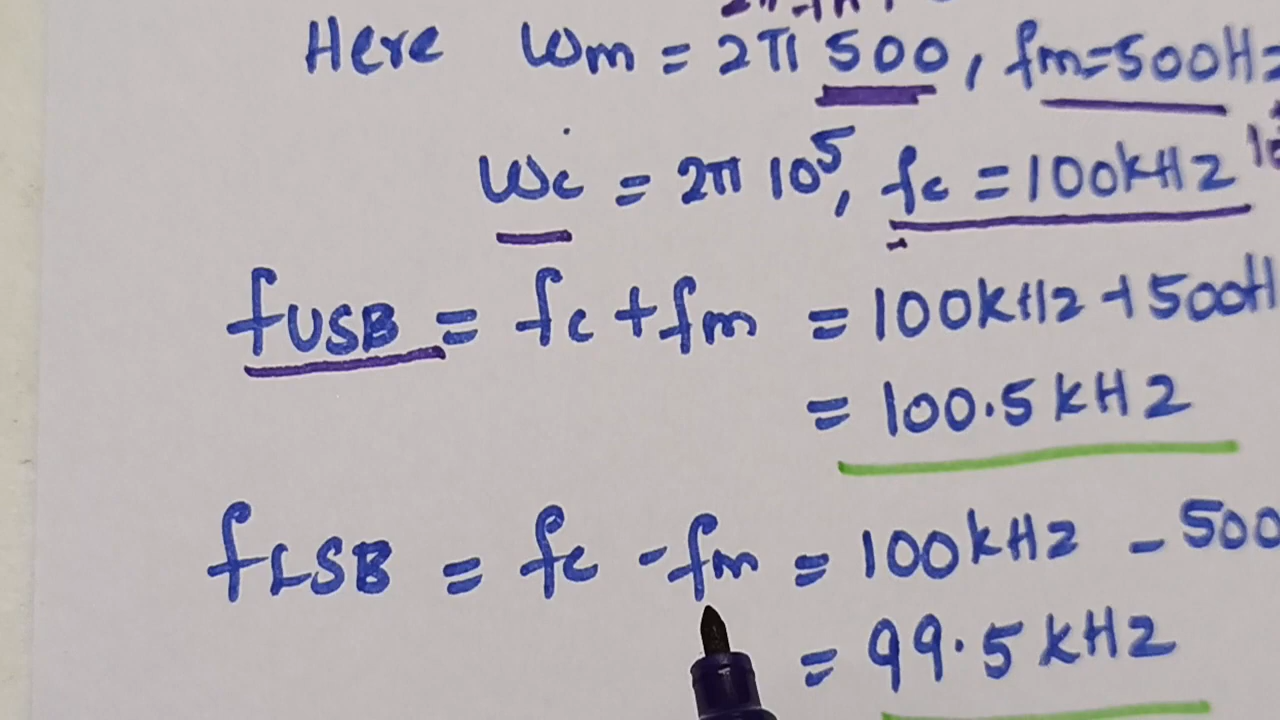 Here ωm = 2π 500, fm=500Hz
ωc = 2π 10⁵, fc = 100kHz
fUSB = fc + fm = 100kHz + 500H
= 100.5 kHz
fLSB = fc - fm = 100kHz - 500
= 99.5 kHz